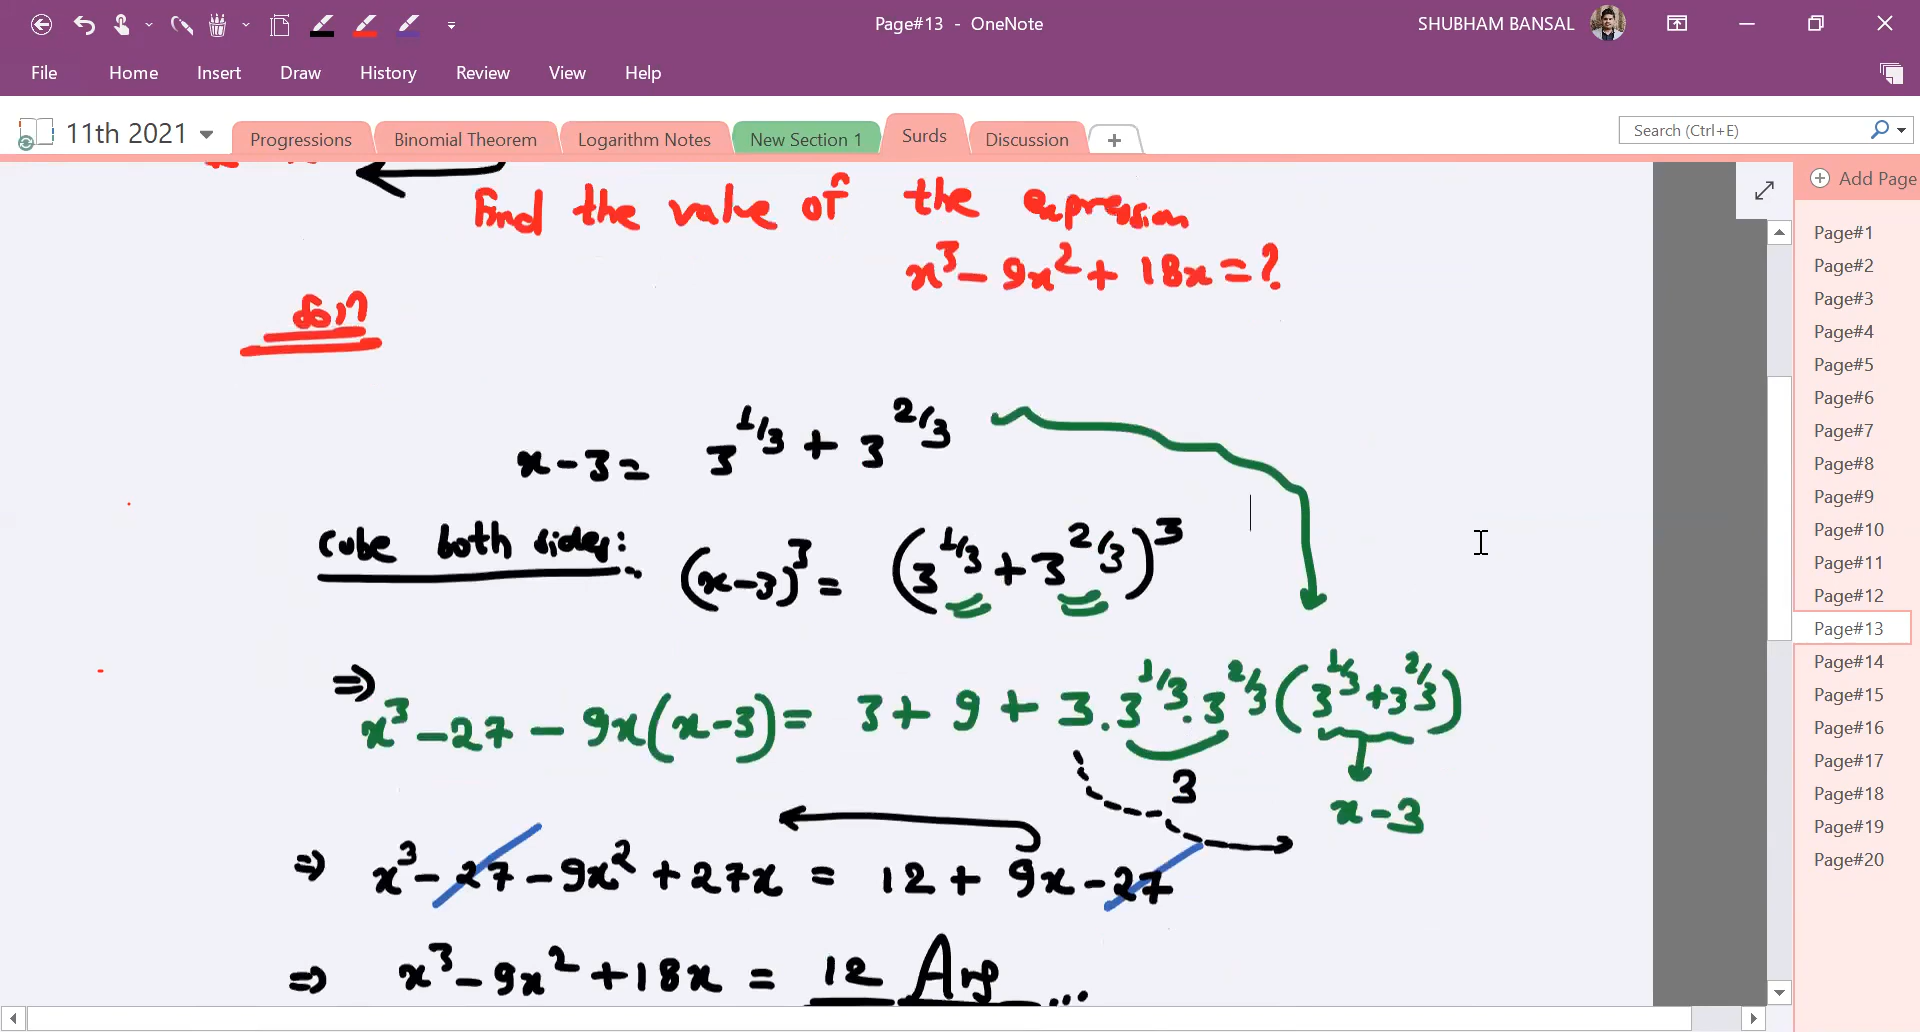 Page#13 - OneNote
SHUBHAM BANSAL
File Home Insert Draw History Review View Help
11th 2021
Progressions Binomial Theorem Logarithm Notes New Section 1 Surds Discussion +
Search (Ctrl+E)
Add Page
Find the value of the expression
x³ - 9x² + 18x = ?
Sol?
x - 3 = 3^{1/3} + 3^{2/3}
cube both sides: (x-3)³ = (3^{1/3} + 3^{2/3})³
⇒ x³ - 27 - 9x(x-3) = 3 + 9 + 3.3^{1/3}.3^{2/3}(3^{1/3} + 3^{2/3})
3
x - 3
⇒ x³ - 27 - 9x² + 27x = 12 + 9x - 27
⇒ x³ - 9x² + 18x = 12 Ans ...
Page#1
Page#2
Page#3
Page#4
Page#5
Page#6
Page#7
Page#8
Page#9
Page#10
Page#11
Page#12
Page#13
Page#14
Page#15
Page#16
Page#17
Page#18
Page#19
Page#20